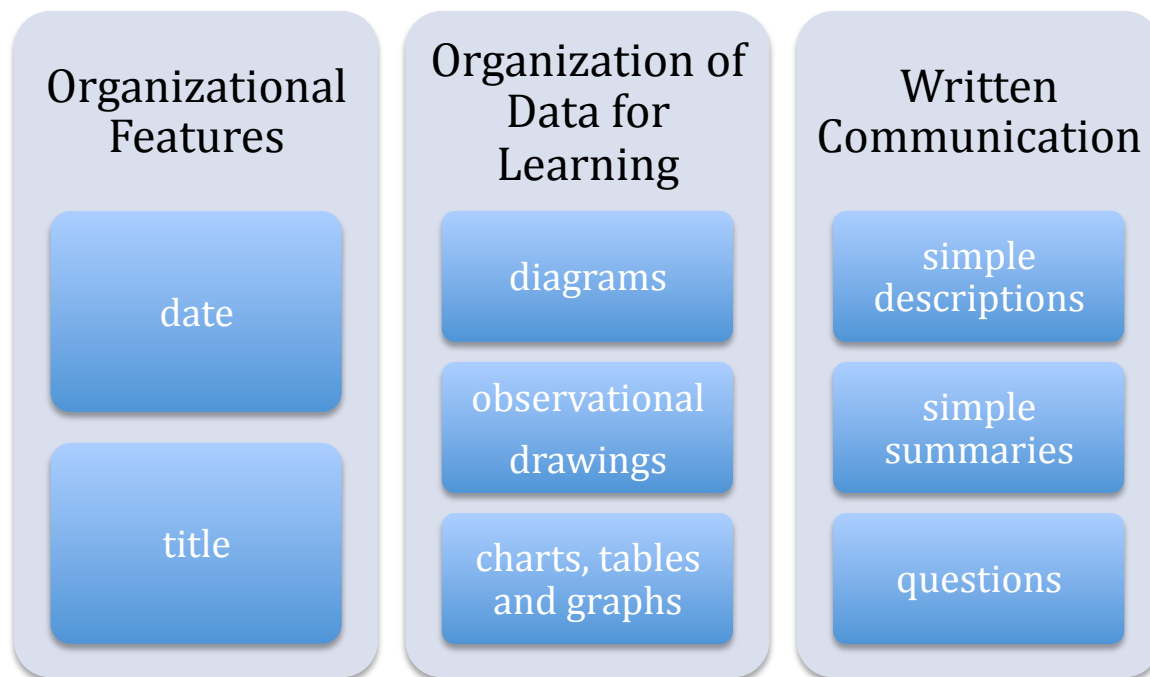 Organizational
Features
date
title
Organization of
Data for
Learning
diagrams
observational
drawings
charts, tables
and graphs
Written
Communication
simple
descriptions
simple
summaries
questions